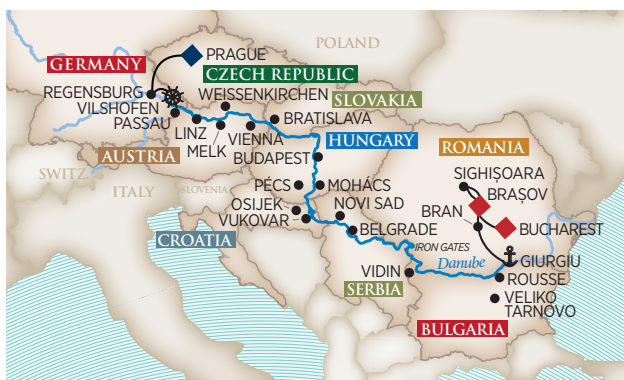 POLAND
GERMANY
PRAGUE
CZECH REPUBLIC
REGENSBURG
VILSHOFEN
PASSAU
WEISSENKIRCHEN
SLOVAKIA
LINZ
MELK
VIENNA
BRATISLAVA
HUNGARY
AUSTRIA
BUDAPEST
ROMANIA
SWITZ.
ITALY
SLOVENIA
PÉCS
MOHÁCS
SIGHIȘOARA
BRAȘOV
OSIJEK
VUKOVAR
NOVI SAD
BRAN
BUCHAREST
CROATIA
BELGRADE
IRON GATES
Danube
GIURGIU
VIDIN
ROUSSE
SERBIA
VELIKO
TARNOVO
BULGARIA